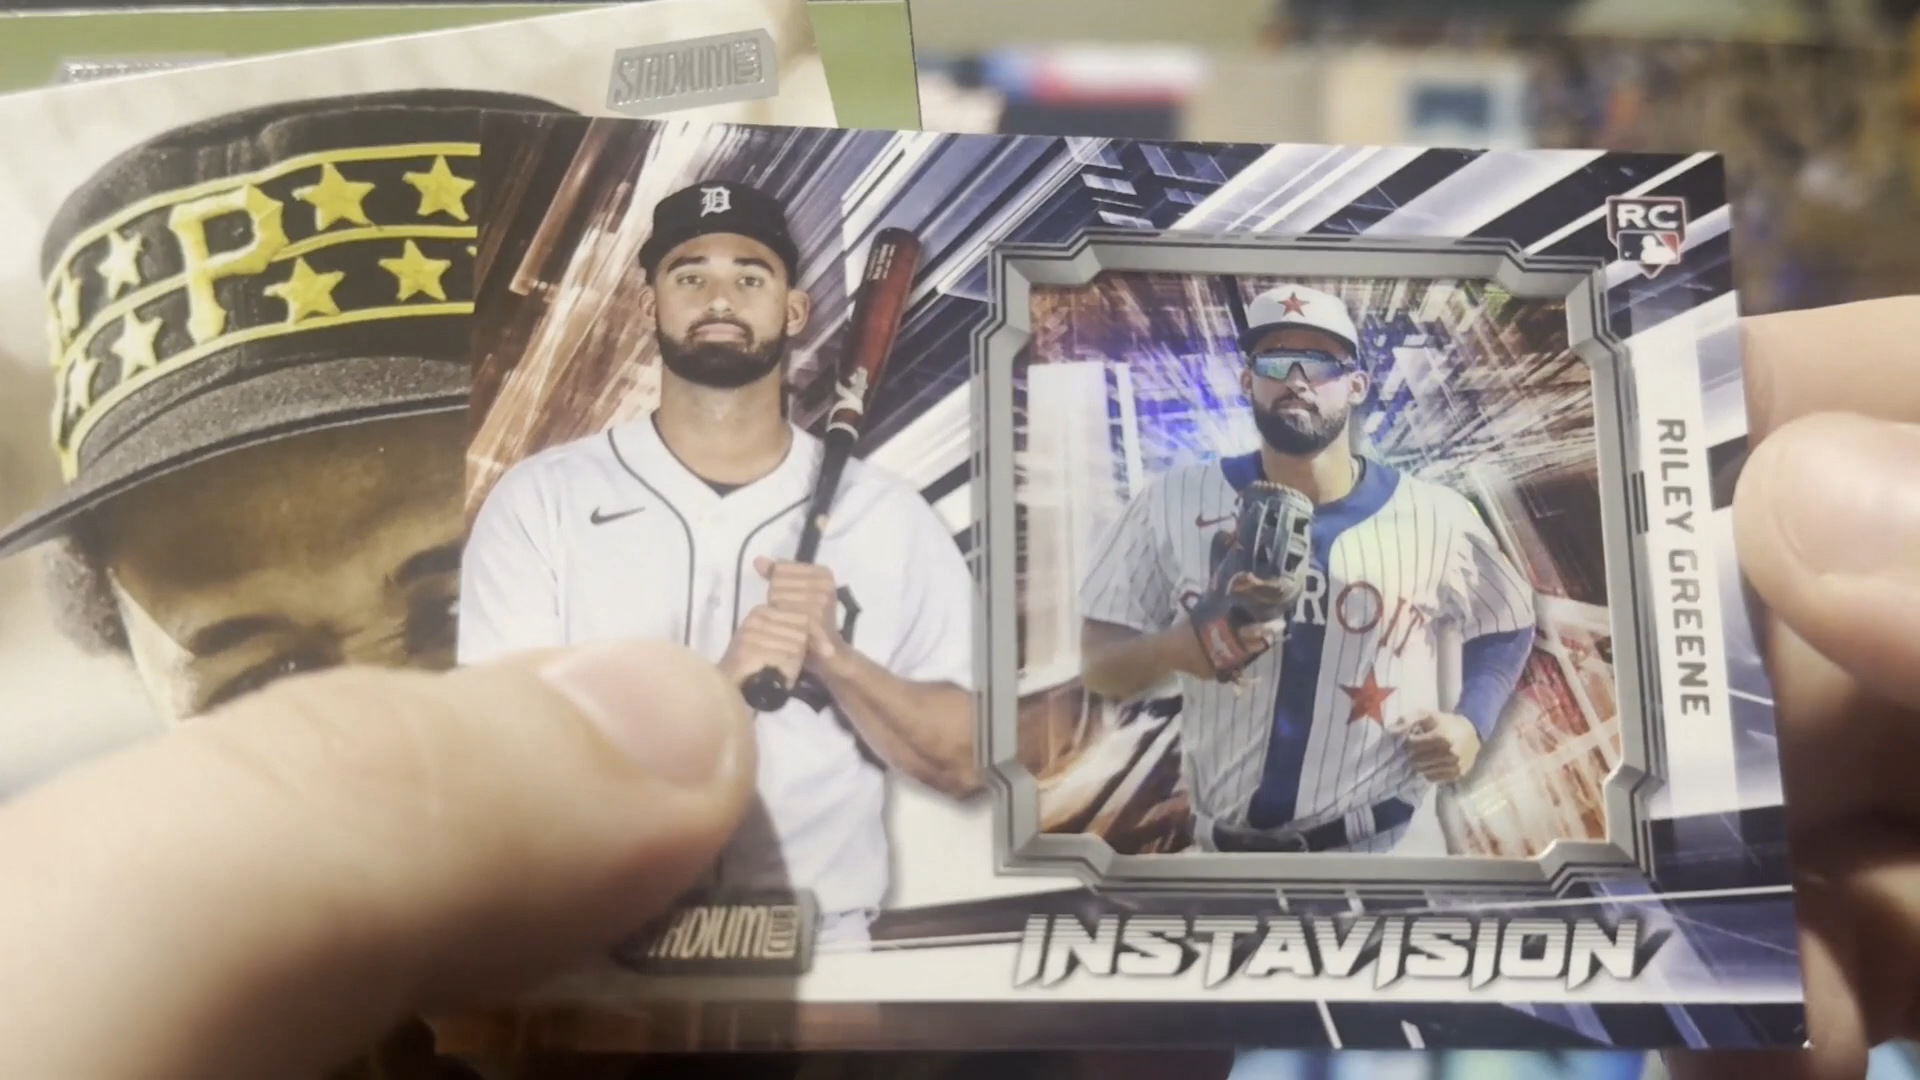 STADIUM CLUB
P
D
RC
RILEY GREENE
STADIUM CLUB
INSTAVISION